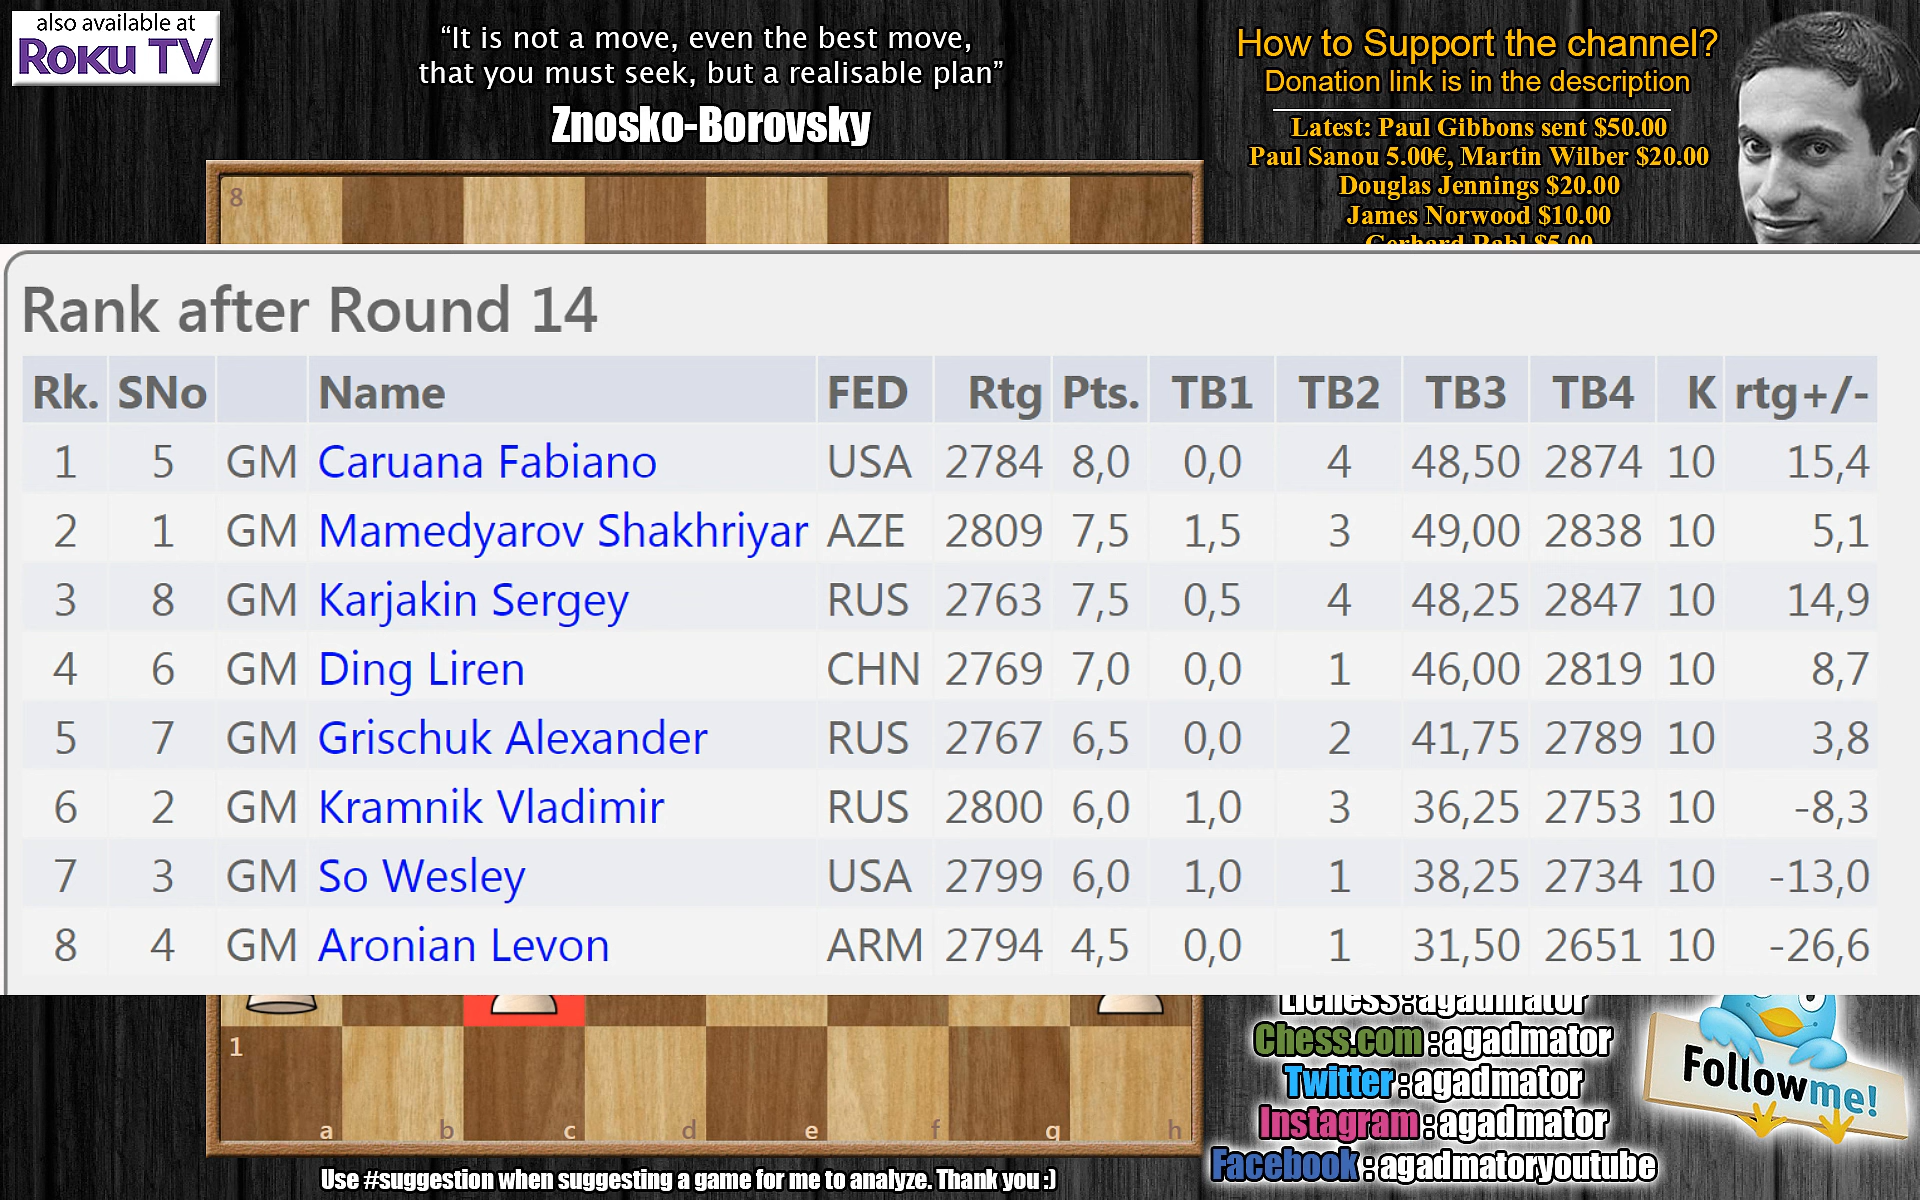 also available at
ROKU TV
“It is not a move, even the best move,
that you must seek, but a realisable plan”
Znosko-Borovsky
How to Support the channel?
Donation link is in the description
Latest: Paul Gibbons sent $50.00
Paul Sanou 5.00€, Martin Wilber $20.00
Douglas Jennings $20.00
James Norwood $10.00
8
Rank after Round 14
Rk. SNo Name FED Rtg Pts. TB1 TB2 TB3 TB4 K rtg+/-
1 5 GM Caruana Fabiano USA 2784 8,0 0,0 4 48,50 2874 10 15,4
2 1 GM Mamedyarov Shakhriyar AZE 2809 7,5 1,5 3 49,00 2838 10 5,1
3 8 GM Karjakin Sergey RUS 2763 7,5 0,5 4 48,25 2847 10 14,9
4 6 GM Ding Liren CHN 2769 7,0 0,0 1 46,00 2819 10 8,7
5 7 GM Grischuk Alexander RUS 2767 6,5 0,0 2 41,75 2789 10 3,8
6 2 GM Kramnik Vladimir RUS 2800 6,0 1,0 3 36,25 2753 10 -8,3
7 3 GM So Wesley USA 2799 6,0 1,0 1 38,25 2734 10 -13,0
8 4 GM Aronian Levon ARM 2794 4,5 0,0 1 31,50 2651 10 -26,6
Lichess:agadmator
Chess.com:agadmator
Twitter:agadmator
Instagram:agadmator
Facebook:agadmatoryoutube
Follow me!
1
a b c d e f g h
Use #suggestion when suggesting a game for me to analyze. Thank you :)